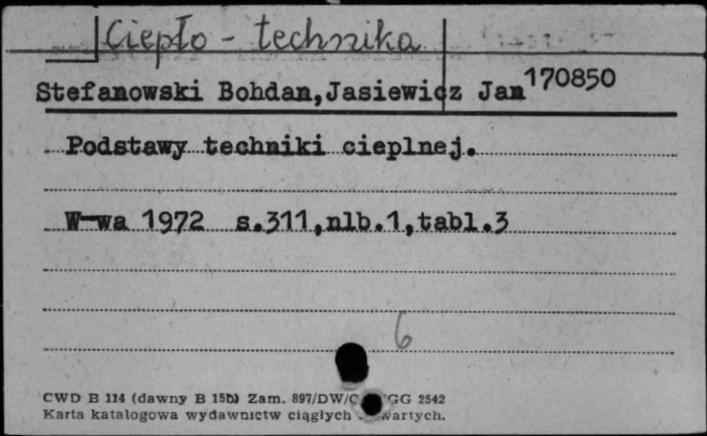 Ciepło - technika
Stefanowski Bohdan, Jasiewicz Jan 170850
Podstawy techniki cieplnej.
W-wa 1972 s.311,nlb.1,tabl.3
6
CWD B 114 (dawny B 15b) Zam. 897/DW/ GG 2542
Karta katalogowa wydawnictw ciągłych